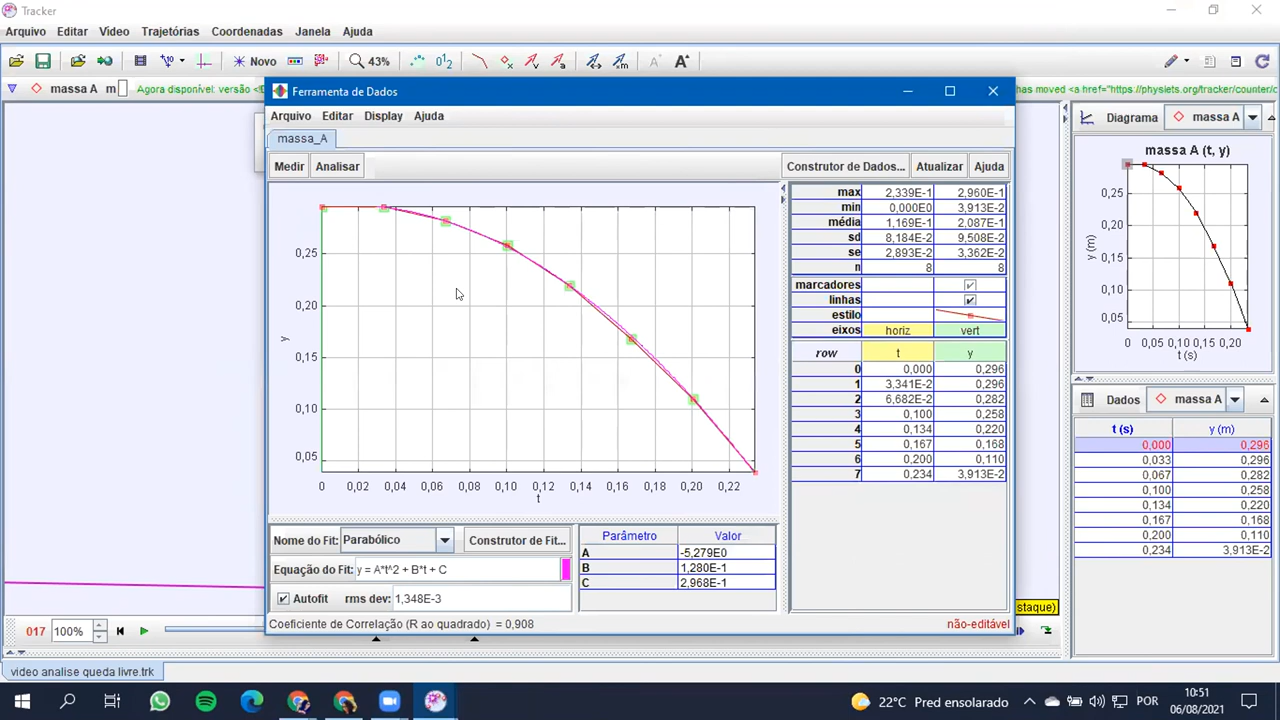 Tracker
Arquivo Editar Vídeo Trajetórias Coordenadas Janela Ajuda
Novo 43%
massa A m Agora disponível: versão <! has moved <a href="https://physlets.org/tracker/counter/c
Ferramenta de Dados
Arquivo Editar Display Ajuda
massa_A
Medir Analisar Construtor de Dados... Atualizar Ajuda
Diagrama massa A
massa A (t, y)
y (m)
0,25
0,20
0,15
0,10
0,05
0 0,05 0,10 0,15 0,20
t (s)
y
0,25
0,20
0,15
0,10
0,05
0 0,02 0,04 0,06 0,08 0,10 0,12 0,14 0,16 0,18 0,20 0,22
t
max 2,339E-1 2,960E-1
min 0,000E0 3,913E-2
média 1,169E-1 2,087E-1
sd 8,184E-2 9,508E-2
se 2,893E-2 3,362E-2
n 8 8
marcadores
linhas
estilo
eixos horiz vert
row t y
0 0,000 0,296
1 3,341E-2 0,296
2 6,682E-2 0,282
3 0,100 0,258
4 0,134 0,220
5 0,167 0,168
6 0,200 0,110
7 0,234 3,913E-2
Dados massa A
t (s) y (m)
0,000 0,296
0,033 0,296
0,067 0,282
0,100 0,258
0,134 0,220
0,167 0,168
0,200 0,110
0,234 3,913E-2
Nome do Fit: Parabólico Construtor de Fit...
Equação do Fit: y = A*t^2 + B*t + C
Autofit rms dev: 1,348E-3
Parâmetro Valor
A -5,279E0
B 1,280E-1
C 2,968E-1
Coeficiente de Correlação (R ao quadrado) = 0,908 não-editável
staque)
017 100%
video analise queda livre.trk
22°C Pred ensolarado POR 10:51
06/08/2021